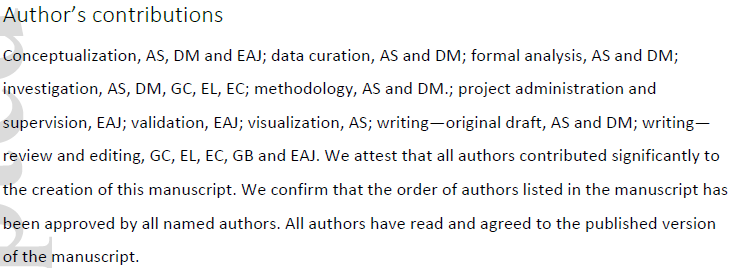 Author’s contributions
Conceptualization, AS, DM and EAJ; data curation, AS and DM; formal analysis, AS and DM;
investigation, AS, DM, GC, EL, EC; methodology, AS and DM.; project administration and
supervision, EAJ; validation, EAJ; visualization, AS; writing—original draft, AS and DM; writing—
review and editing, GC, EL, EC, GB and EAJ. We attest that all authors contributed significantly to
the creation of this manuscript. We confirm that the order of authors listed in the manuscript has
been approved by all named authors. All authors have read and agreed to the published version
of the manuscript.